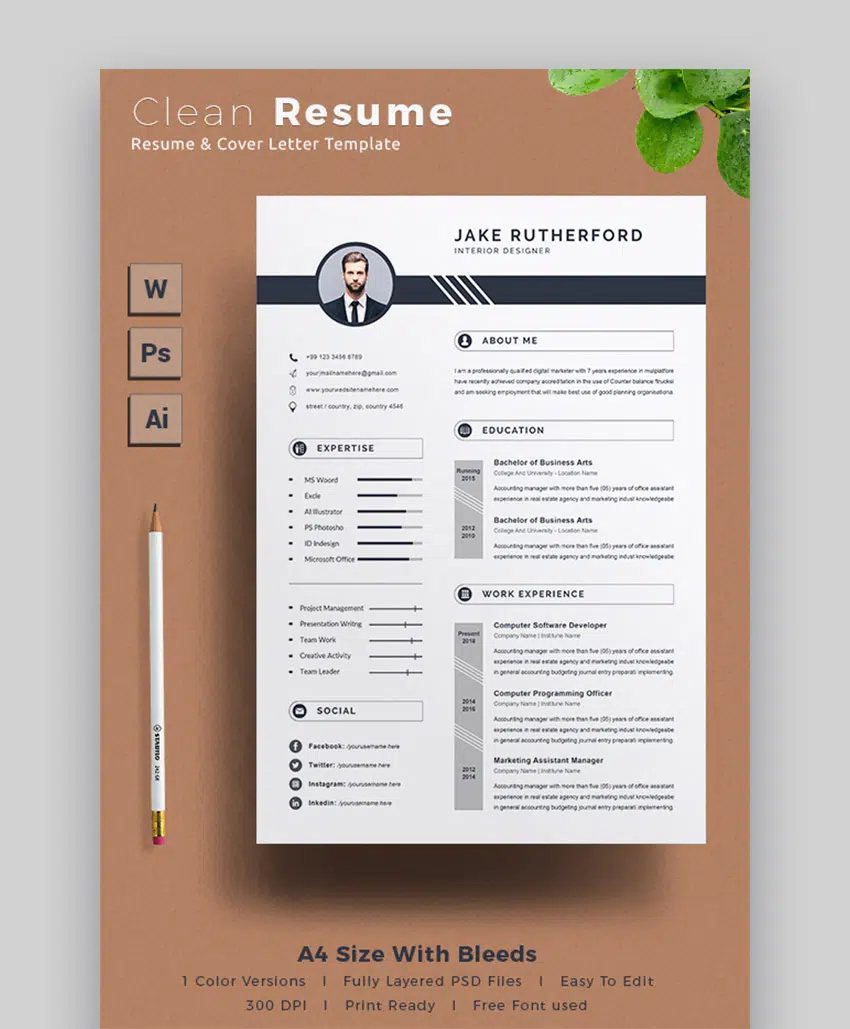 Clean Resume
Resume & Cover Letter Template
W
Ps
Ai
JAKE RUTHERFORD
INTERIOR DESIGNER
+99 123 3456 6789
your|mailnamehere@gmail.com
www.yourwedsitenamehere.com
street / country, zip, country 4546
EXPERTISE
MS Woord
Excle
AI Illustrator
PS Photosho
ID Indesign
Microsoft Office
Project Management
Presentation Writng
Team Work
Creative Activity
Team Leader
SOCIAL
Facebook: /yourusername here
Twitter: /yourusername here
Instagram: /yourusername here
linkedin: /yourusername here
ABOUT ME
I am a professionaly quaified digital marketer with 7 years experience in mulplatform
have recently achieved company accreditation in the use of Counter balance ftrucksi
and am seeking employment that will make best use of good planning organisationa.
EDUCATION
Running
2015
Bachelor of Business Arts
College And University - Location Name
Accounting manager with more than five (05) years of office assistant
experience in real estate agency and marketing indust knowledgeabe
2012
2010
Bachelor of Business Arts
College And University - Location Name
Accounting manager with more than five (05) years of office assistant
experience in real estate agency and marketing indust knowledgeabe
WORK EXPERIENCE
Present
2018
Computer Software Developer
Company Name | Institune Name
Accounting manager with more than five (05) years of office assistant
experience in real estate agency and marketing indust knowledgeabe
in general accounting budgeting journal entry preparati implementing.
2014
2016
Computer Programming Officer
Company Name | Institune Name
Accounting manager with more than five (05) years of office assistant
experience in real estate agency and marketing indust knowledgeabe
in general accounting budgeting journal entry preparati implementing.
2012
2014
Marketing Assistant Manager
Company Name | Institune Name
Accounting manager with more than five (05) years of office assistant
experience in real estate agency and marketing indust knowledgeabe
in general accounting budgeting journal entry preparati implementing.
STABILO
A4 Size With Bleeds
1 Color Versions I Fully Layered PSD Files I Easy To Edit
300 DPI I Print Ready I Free Font used